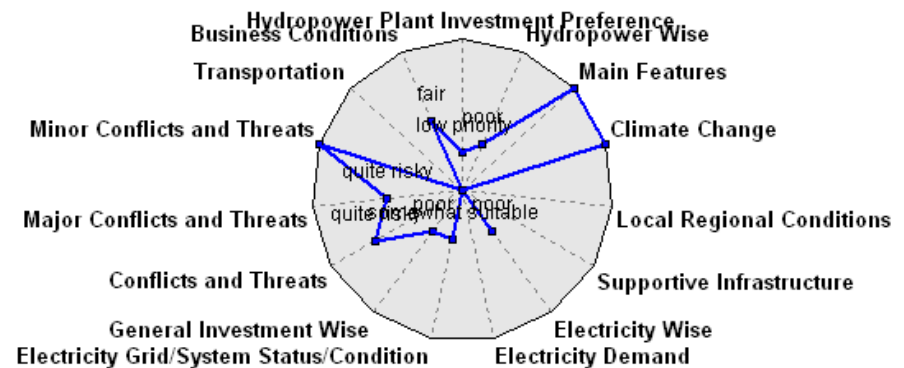 Hydropower Plant Investment Preference
Business Conditions
Hydropower Wise
Transportation
Main Features
fair
poor
low priority
Minor Conflicts and Threats
Climate Change
quite risky
Major Conflicts and Threats
quite risky
poor
poor
somewhat suitable
Local Regional Conditions
Conflicts and Threats
Supportive Infrastructure
General Investment Wise
Electricity Wise
Electricity Grid/System Status/Condition
Electricity Demand